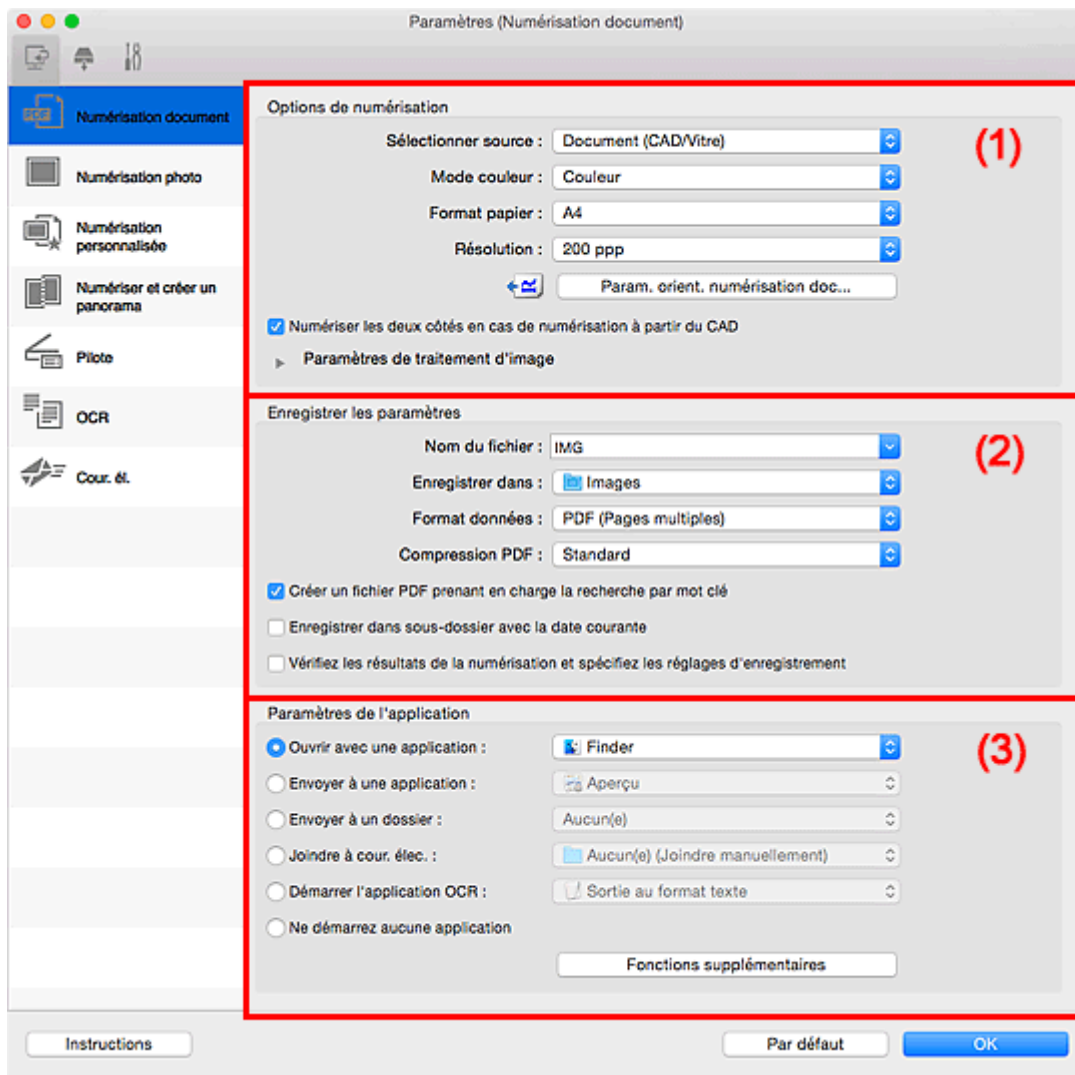 Paramètres (Numérisation document)
Numérisation document
Numérisation photo
Numérisation
personnalisée
Numériser et créer un
panorama
Pilote
OCR
Cour. él.
Options de numérisation
(1)
Sélectionner source : Document (CAD/Vitre)
Mode couleur : Couleur
Format papier : A4
Résolution : 200 ppp
Param. orient. numérisation doc...
Numériser les deux côtés en cas de numérisation à partir du CAD
Paramètres de traitement d'image
Enregistrer les paramètres
(2)
Nom du fichier : IMG
Enregistrer dans : Images
Format données : PDF (Pages multiples)
Compression PDF : Standard
Créer un fichier PDF prenant en charge la recherche par mot clé
Enregistrer dans sous-dossier avec la date courante
Vérifiez les résultats de la numérisation et spécifiez les réglages d'enregistrement
Paramètres de l'application
(3)
Ouvrir avec une application : Finder
Envoyer à une application : Aperçu
Envoyer à un dossier : Aucun(e)
Joindre à cour. élec. : Aucun(e) (Joindre manuellement)
Démarrer l'application OCR : Sortie au format texte
Ne démarrez aucune application
Fonctions supplémentaires
Instructions
Par défaut
OK